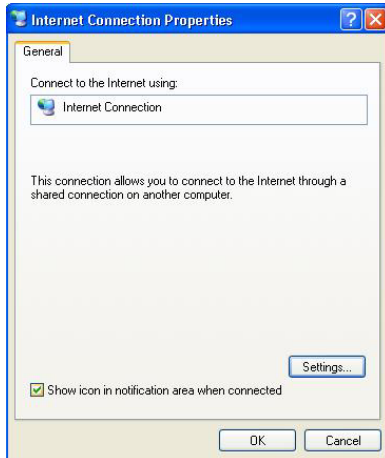 Internet Connection Properties
General
Connect to the Internet using:
Internet Connection
This connection allows you to connect to the Internet through a
shared connection on another computer.
Settings...
Show icon in notification area when connected
OK
Cancel